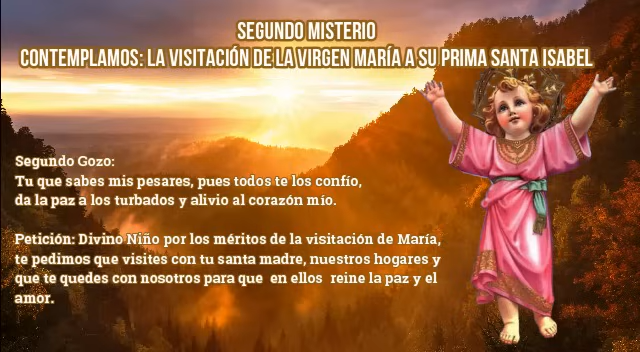 SEGUNDO MISTERIO
CONTEMPLAMOS: LA VISITACIÓN DE LA VIRGEN MARÍA A SU PRIMA SANTA ISABEL
Segundo Gozo:
Tu que sabes mis pesares, pues todos te los confío,
da la paz a los turbados y alivio al corazón mío.
Petición: Divino Niño por los méritos de la visitación de María,
te pedimos que visites con tu santa madre, nuestros hogares y
que te quedes con nosotros para que en ellos reine la paz y el
amor.